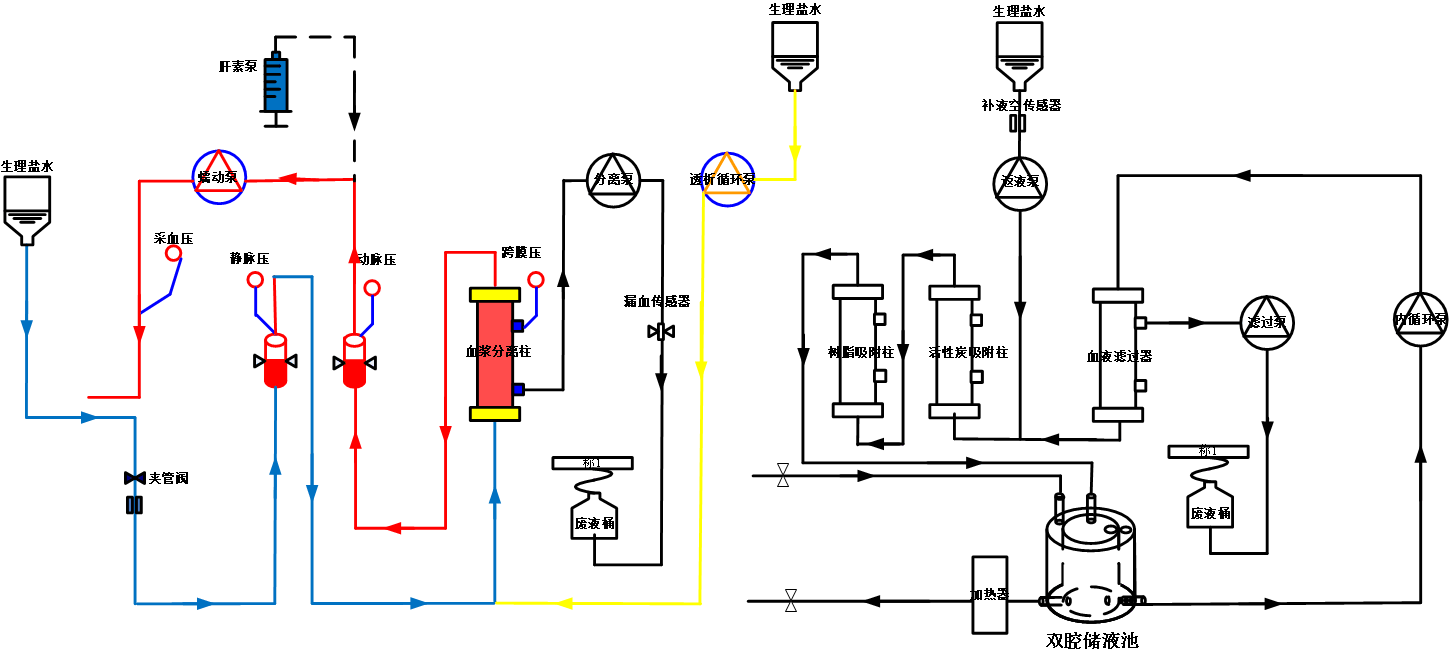 生理盐水
生理盐水
肝素泵
补液空传感器
生理盐水
蠕动泵
分离泵
透析循环泵
返液泵
采血压
静脉压
动脉压
跨膜压
漏血传感器
滤过泵
内循环泵
血浆分离柱
树脂吸附柱
活性炭吸附柱
血液滤过器
称1
称1
夹管阀
废液桶
废液桶
加热器
双腔储液池